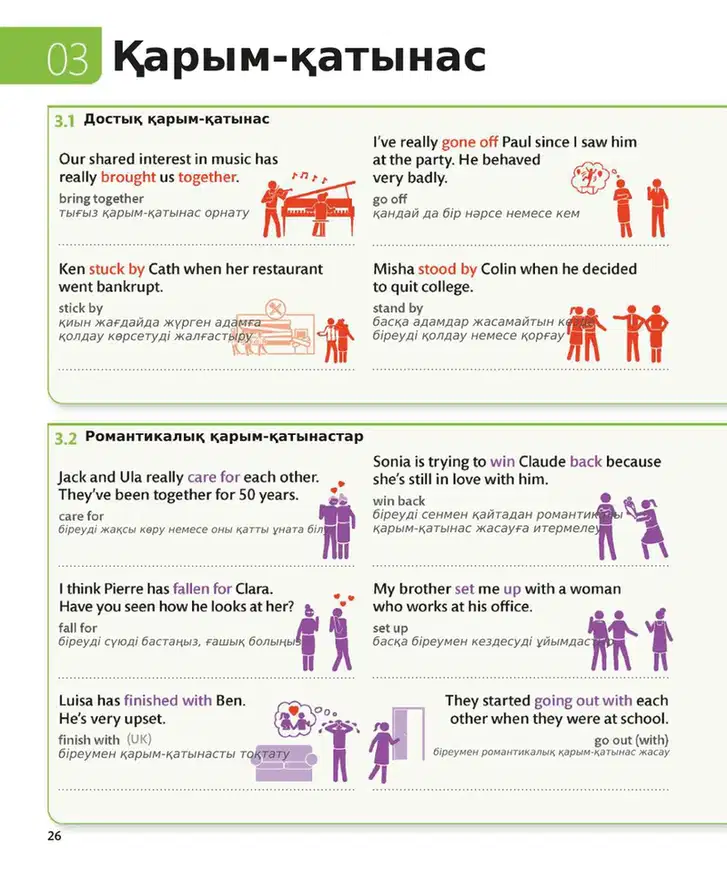 03 Қарым-қатынас
3.1 Достық қарым-қатынас
Our shared interest in music has
really brought us together.
bring together
тығыз қарым-қатынас орнату
I've really gone off Paul since I saw him
at the party. He behaved
very badly.
go off
қандай да бір нәрсе немесе кем
Ken stuck by Cath when her restaurant
went bankrupt.
stick by
қиын жағдайда жүрген адамға
қолдау көрсетуді жалғастыру
Misha stood by Colin when he decided
to quit college.
stand by
басқа адамдар жасамайтын кезде
біреуді қолдау немесе қорғау
3.2 Романтикалық қарым-қатынастар
Jack and Ula really care for each other.
They've been together for 50 years.
care for
біреуді жақсы көру немесе оны қатты ұната білу
Sonia is trying to win Claude back because
she's still in love with him.
win back
біреуді сенмен қайтадан романтикалы
қарым-қатынас жасауға итермелеу
I think Pierre has fallen for Clara.
Have you seen how he looks at her?
fall for
біреуді сүюді бастаңыз, ғашық болыңыз
My brother set me up with a woman
who works at his office.
set up
басқа біреумен кездесуді ұйымдастыру
Luisa has finished with Ben.
He's very upset.
finish with (UK)
біреумен қарым-қатынасты тоқтату
They started going out with each
other when they were at school.
go out (with)
біреумен романтикалық қарым-қатынас жасау
26